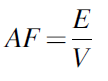 AF = E/V